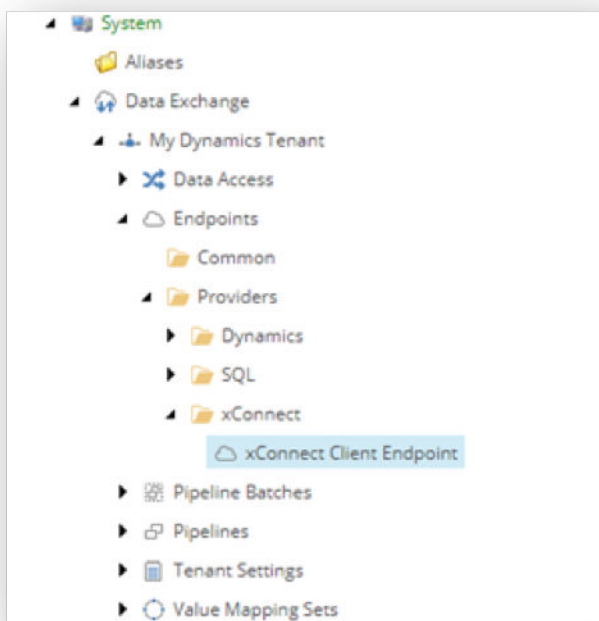 System
Aliases
Data Exchange
My Dynamics Tenant
Data Access
Endpoints
Common
Providers
Dynamics
SQL
xConnect
xConnect Client Endpoint
Pipeline Batches
Pipelines
Tenant Settings
Value Mapping Sets